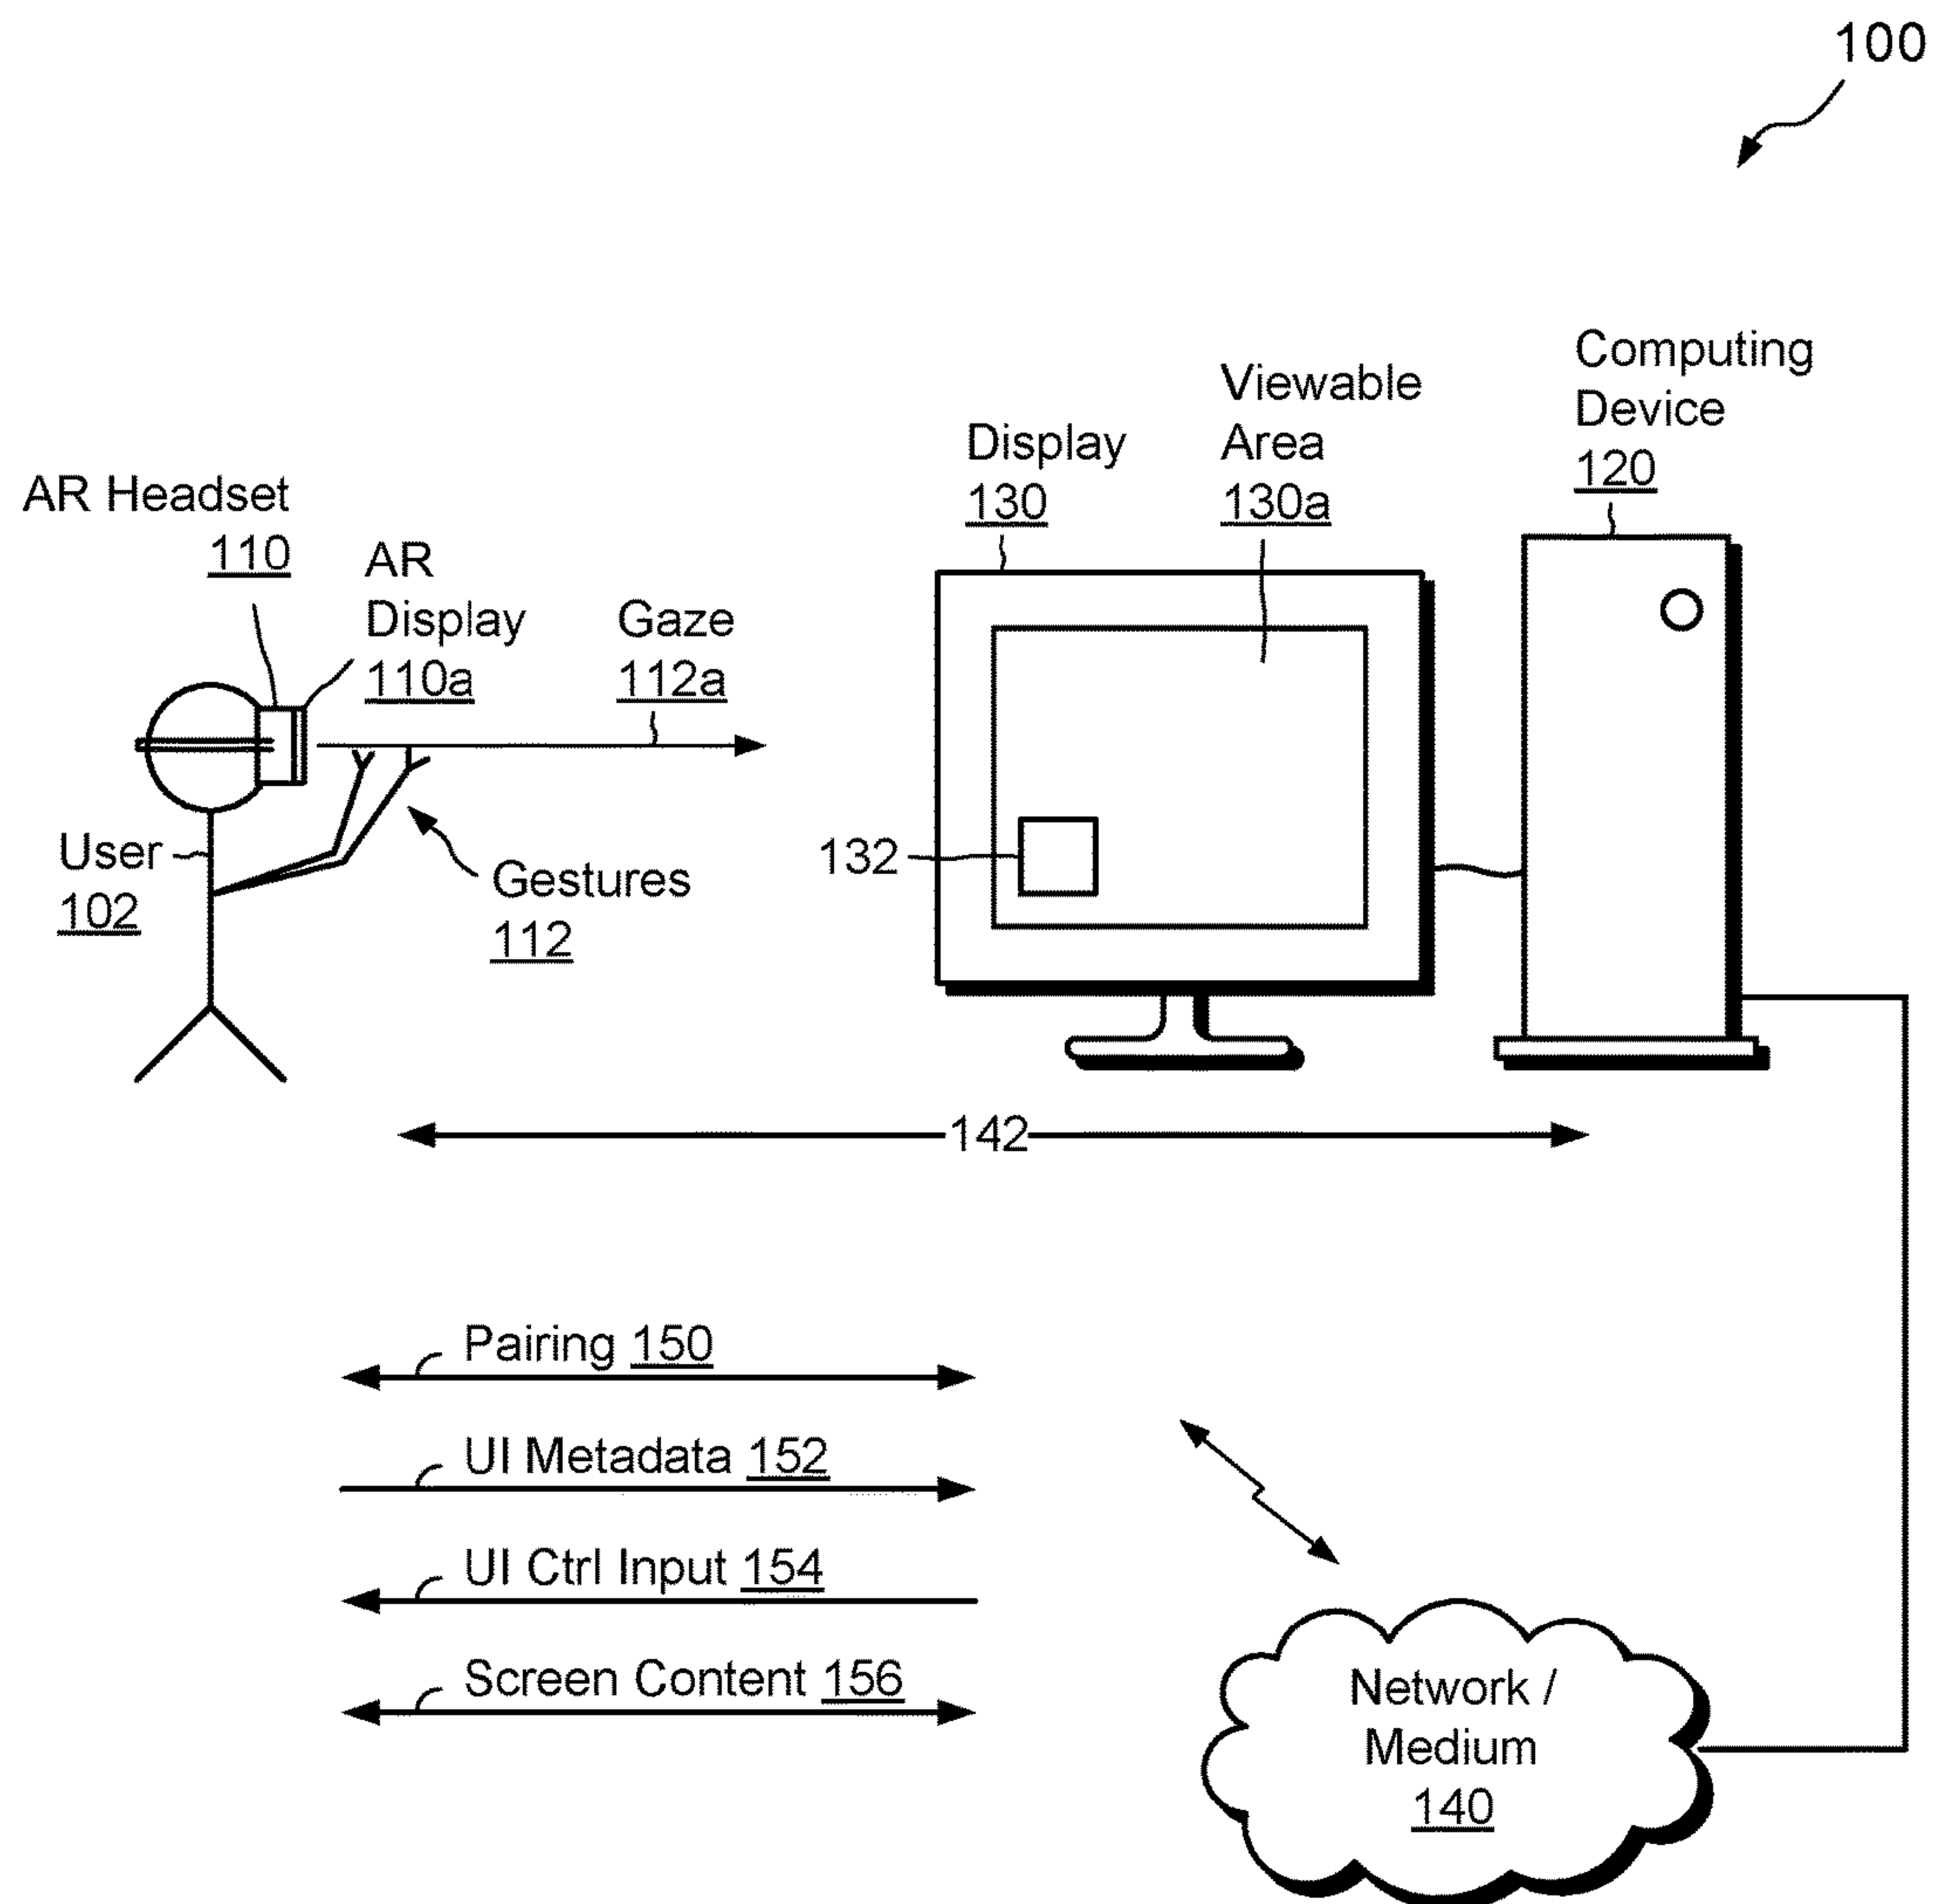 100
Computing
Device
120
Viewable
Area
130a
Display
130
AR Headset
110
AR
Display
110a
Gaze
112a
User
102
Gestures
112
132
142
Pairing 150
UI Metadata 152
UI Ctrl Input 154
Screen Content 156
Network /
Medium
140